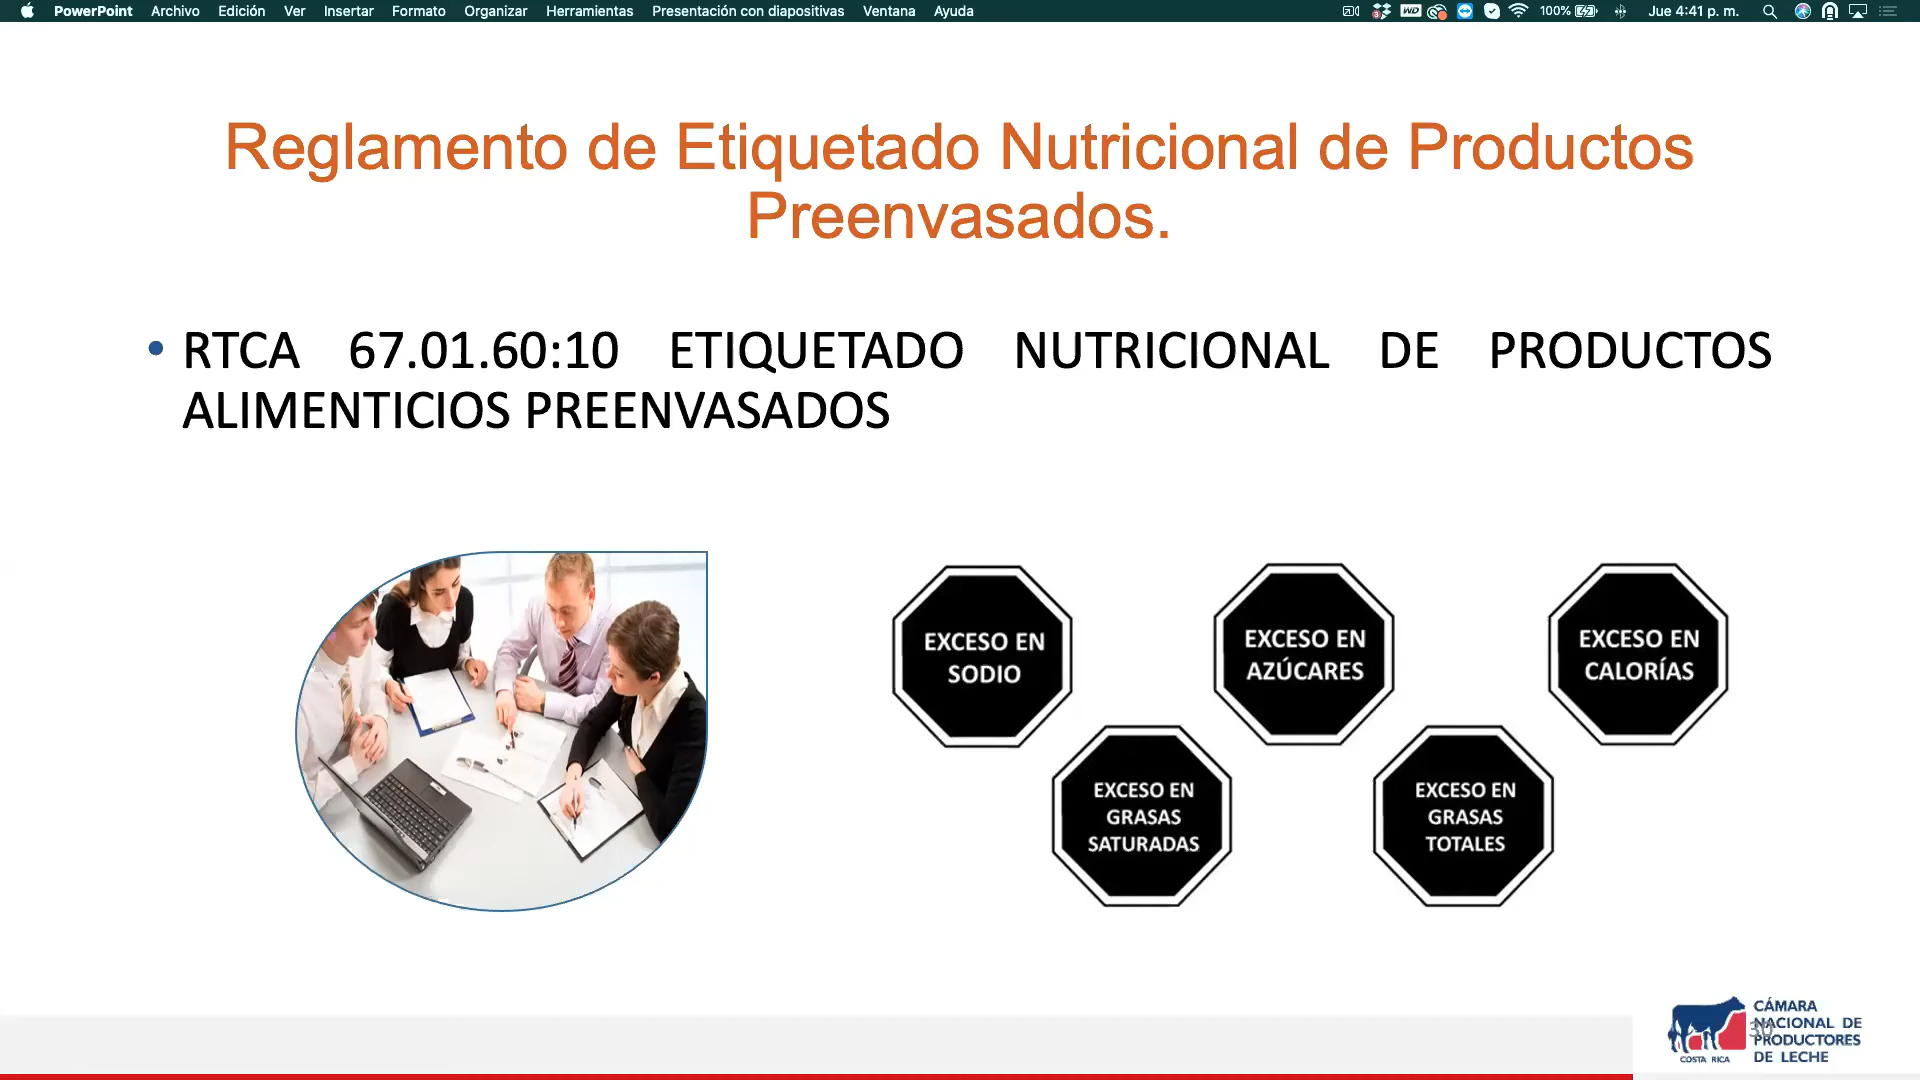 PowerPoint Archivo Edición Ver Insertar Formato Organizar Herramientas Presentación con diapositivas Ventana Ayuda 100% Jue 4:41 p. m.
Reglamento de Etiquetado Nutricional de Productos
Preenvasados.
• RTCA 67.01.60:10 ETIQUETADO NUTRICIONAL DE PRODUCTOS
ALIMENTICIOS PREENVASADOS
EXCESO EN
SODIO
EXCESO EN
AZÚCARES
EXCESO EN
CALORÍAS
EXCESO EN
GRASAS
SATURADAS
EXCESO EN
GRASAS
TOTALES
CÁMARA
NACIONAL DE
PRODUCTORES
DE LECHE
COSTA RICA
30